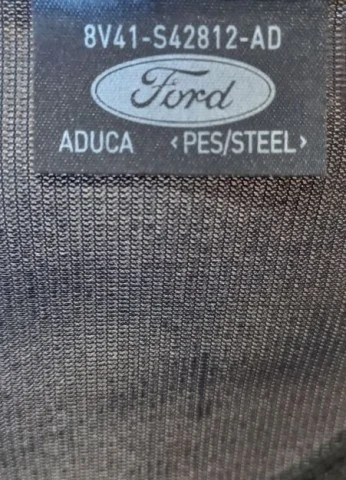 8V41-S42812-AD
Ford
ADUCA <PES/STEEL>